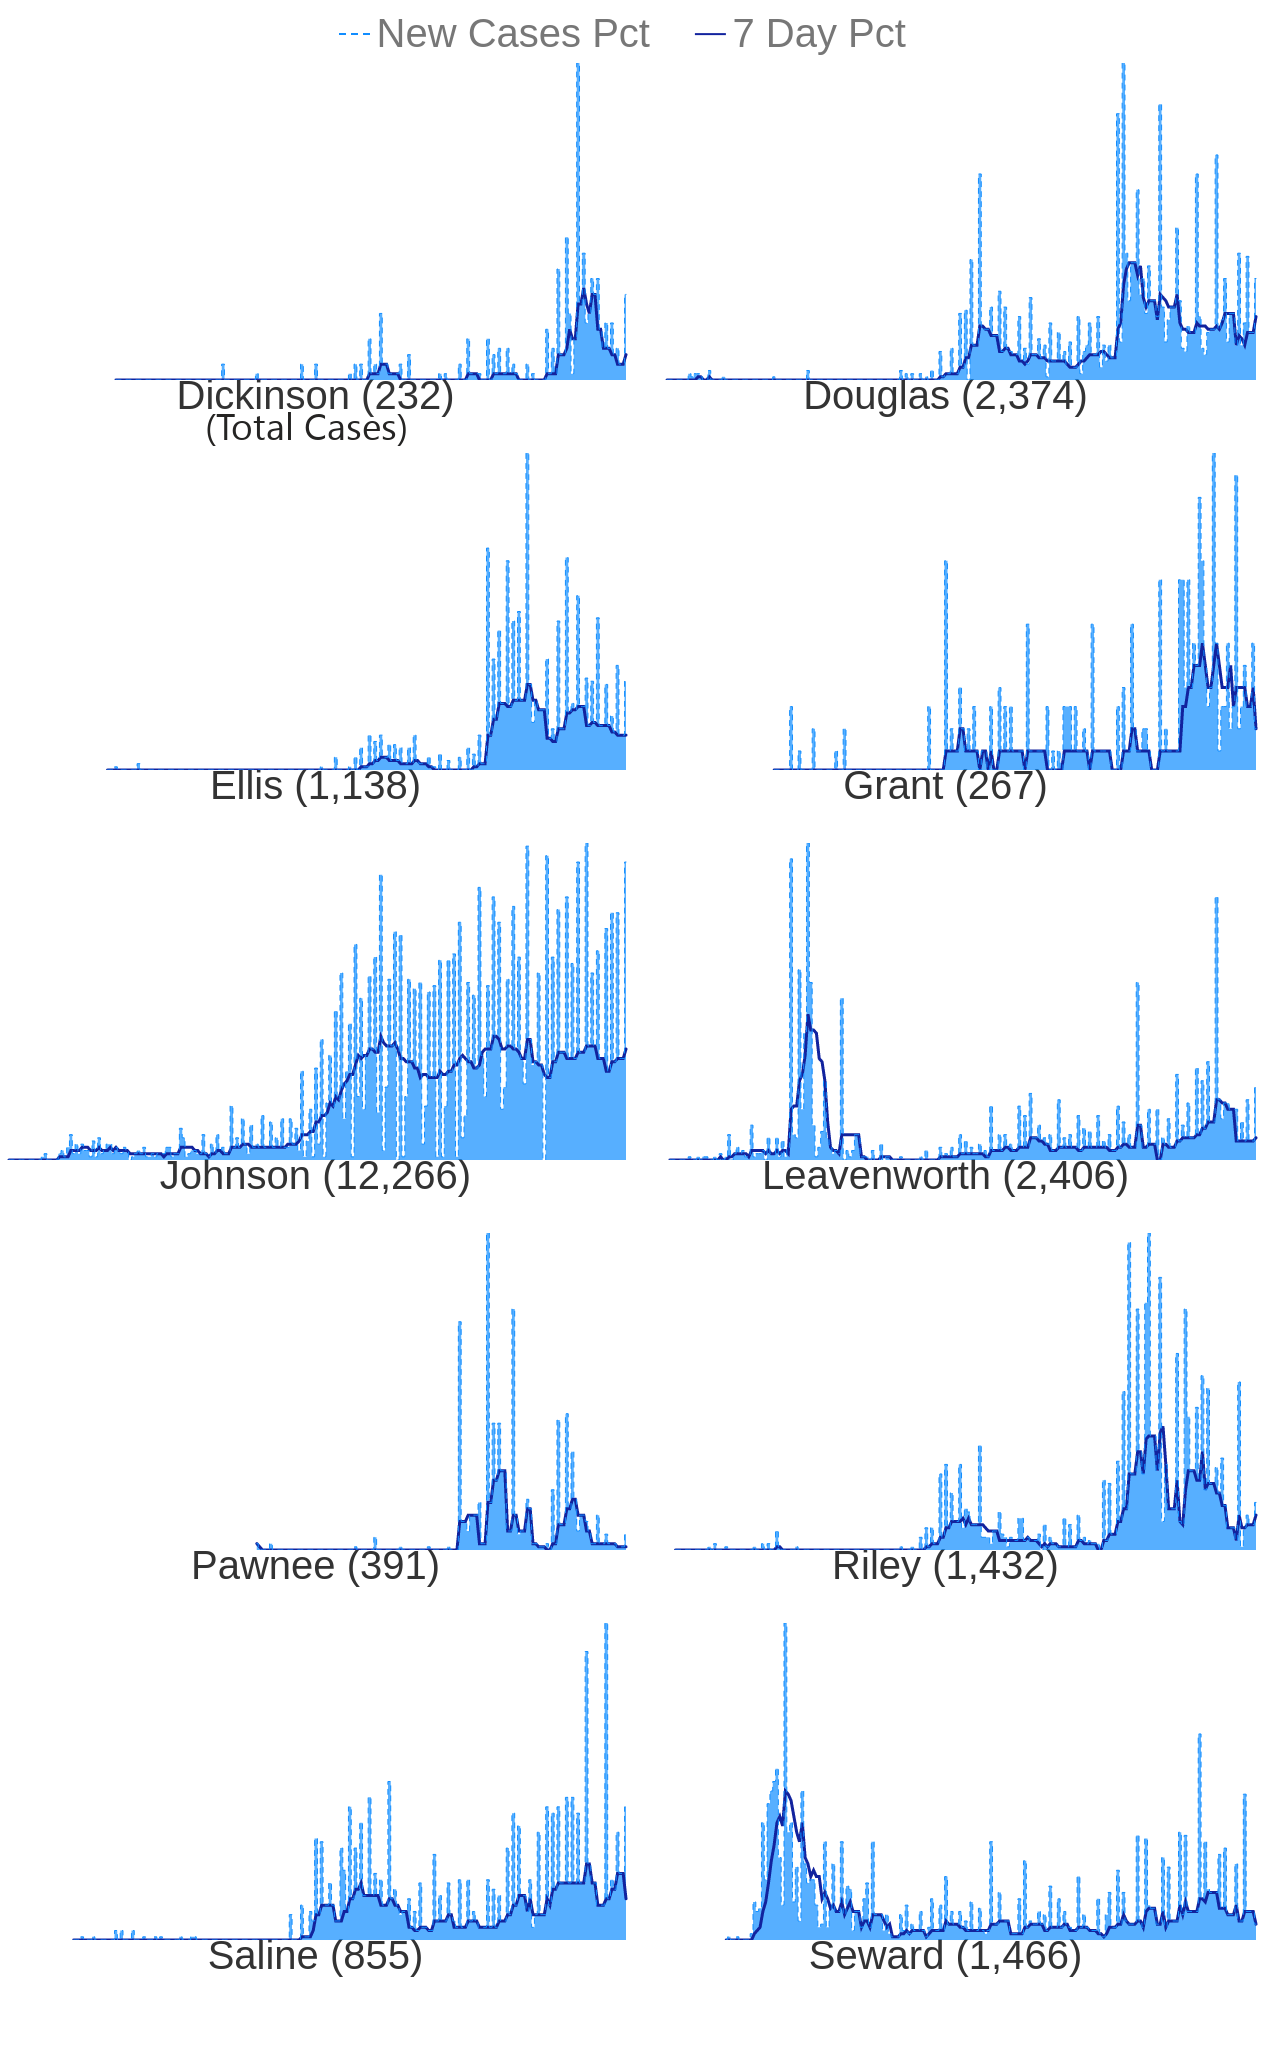 New Cases Pct 7 Day Pct
Dickinson (232) Douglas (2,374)
(Total Cases)
Ellis (1,138) Grant (267)
Johnson (12,266) Leavenworth (2,406)
Pawnee (391) Riley (1,432)
Saline (855) Seward (1,466)